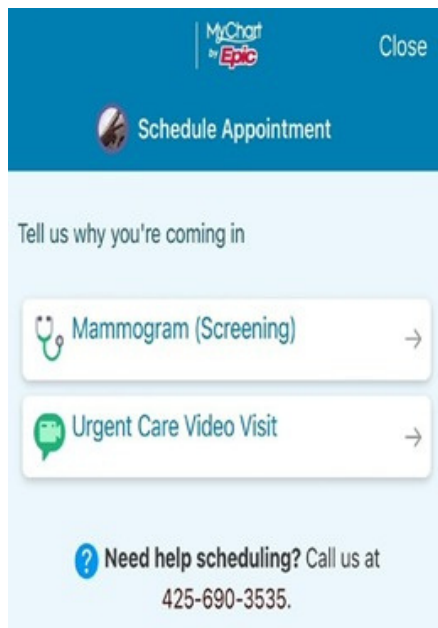 MyChart
by Epic
Close
Schedule Appointment
Tell us why you're coming in
Mammogram (Screening)
Urgent Care Video Visit
Need help scheduling? Call us at
425-690-3535.